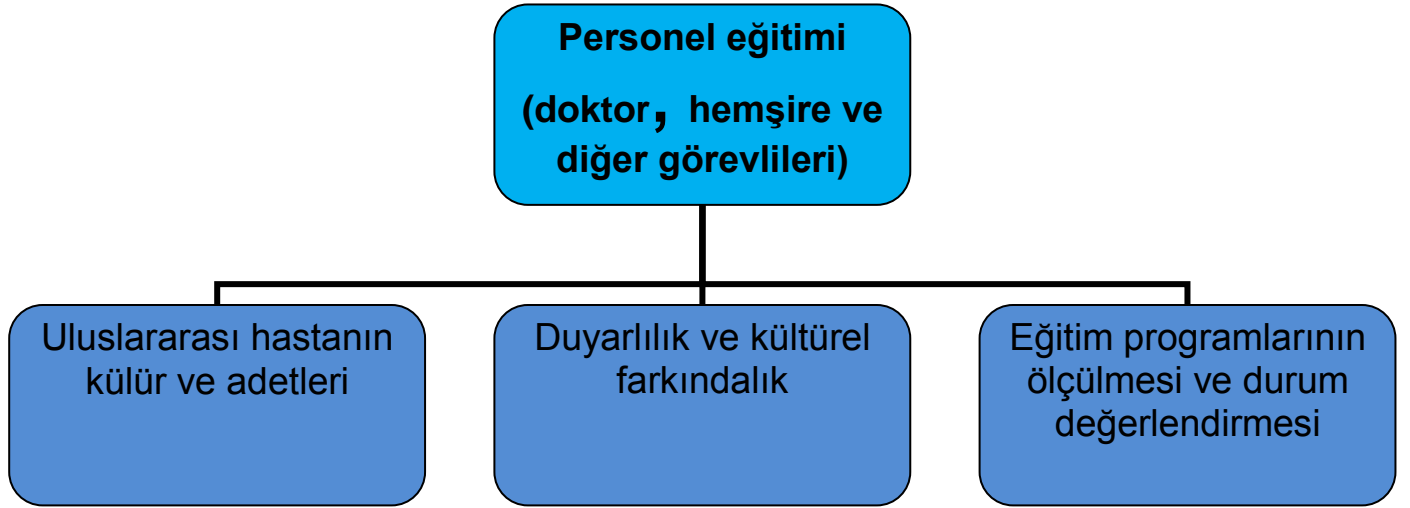 Personel eğitimi
(doktor, hemşire ve
diğer görevlileri)
Uluslararası hastanın
külür ve adetleri
Duyarlılık ve kültürel
farkındalık
Eğitim programlarının
ölçülmesi ve durum
değerlendirmesi